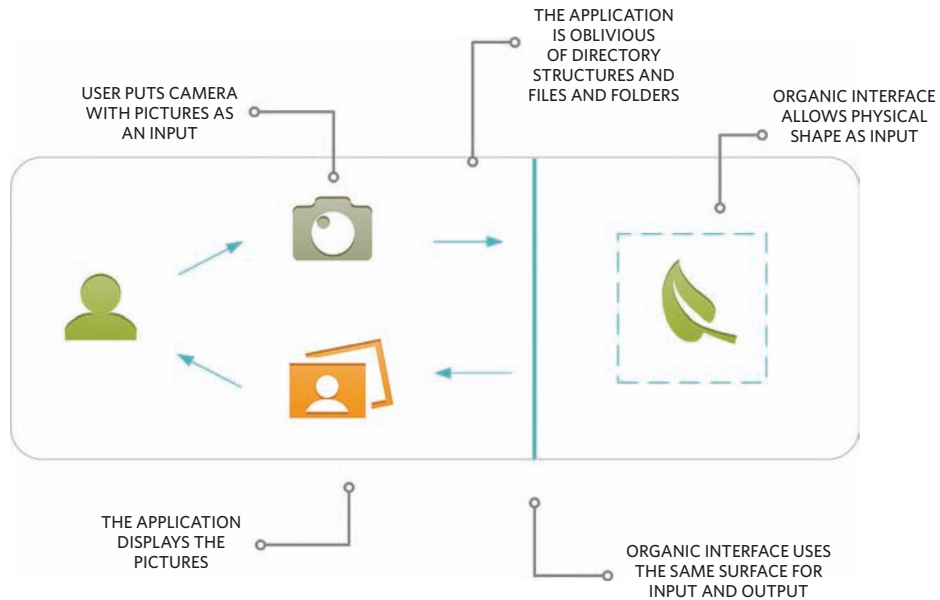 THE APPLICATION
IS OBLIVIOUS
OF DIRECTORY
STRUCTURES AND
FILES AND FOLDERS
USER PUTS CAMERA
WITH PICTURES AS
AN INPUT
ORGANIC INTERFACE
ALLOWS PHYSICAL
SHAPE AS INPUT
THE APPLICATION
DISPLAYS THE
PICTURES
ORGANIC INTERFACE USES
THE SAME SURFACE FOR
INPUT AND OUTPUT